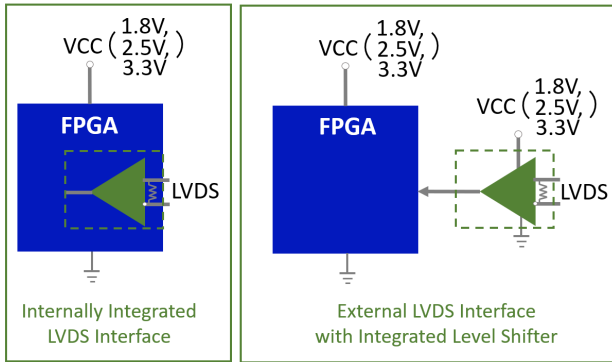 VCC ( 1.8V,
2.5V,
3.3V )
FPGA
LVDS
Internally Integrated
LVDS Interface
VCC ( 1.8V,
2.5V,
3.3V )
FPGA
VCC ( 1.8V,
2.5V,
3.3V )
LVDS
External LVDS Interface
with Integrated Level Shifter